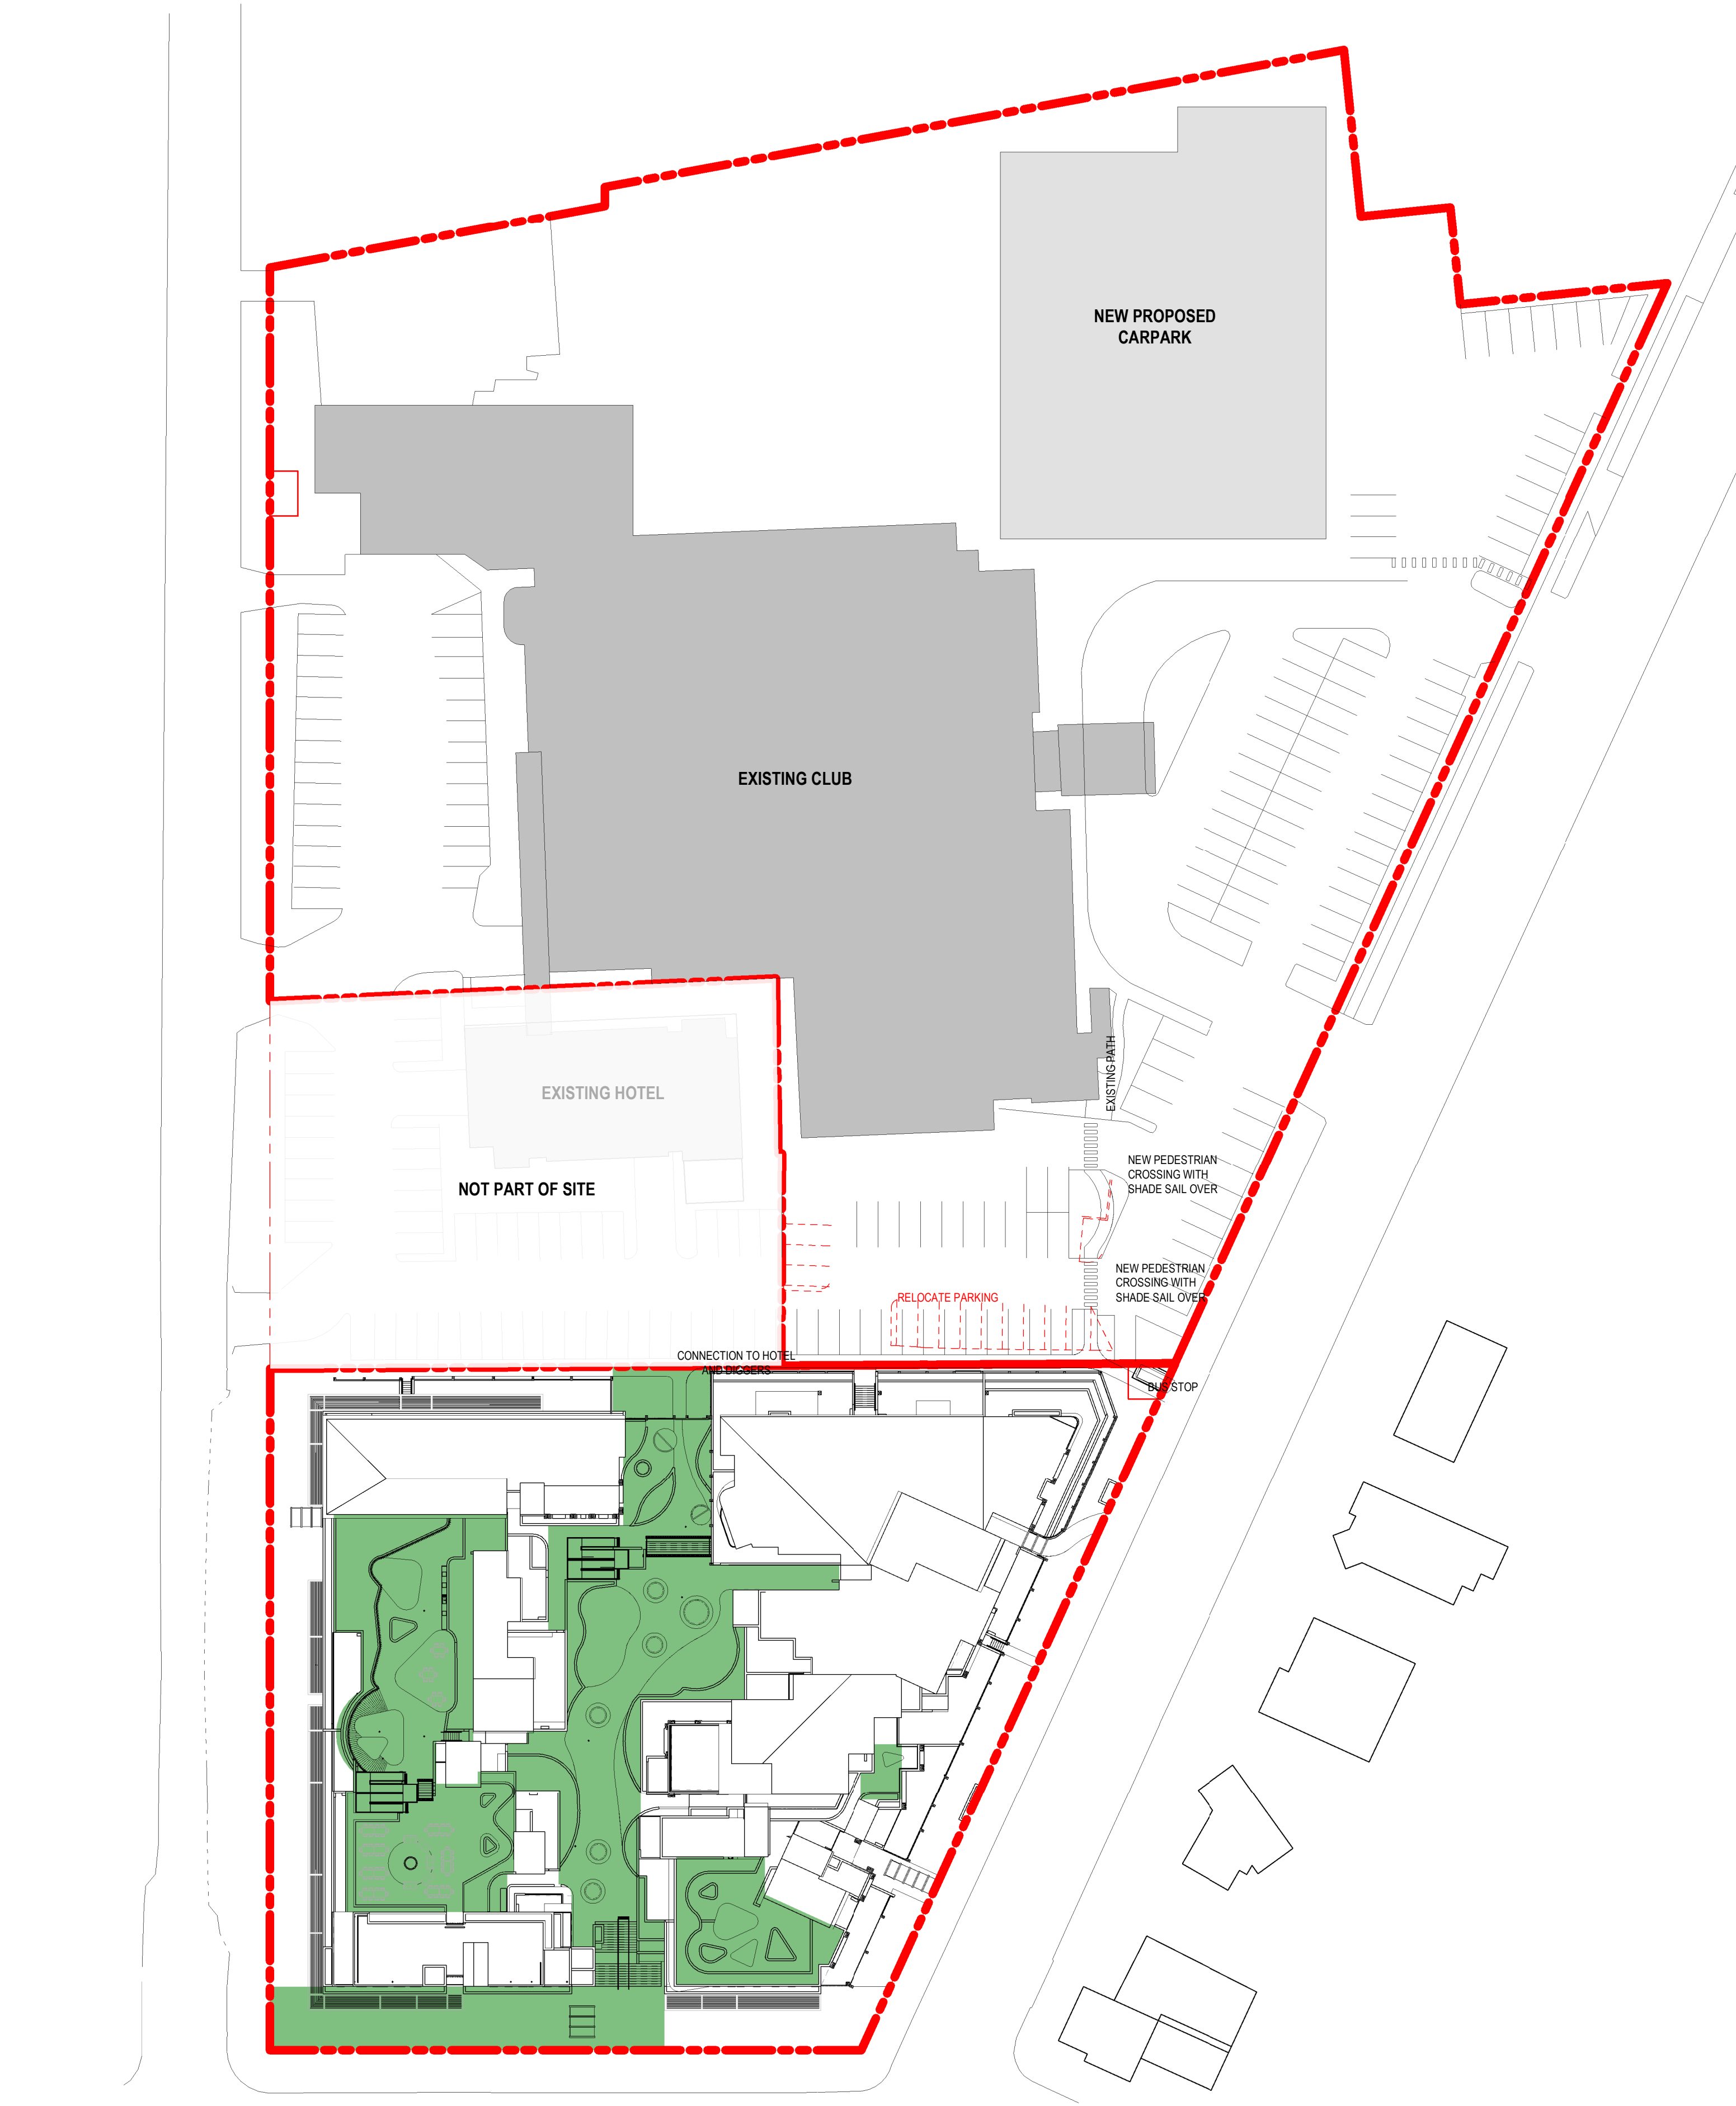 NEW PROPOSED
CARPARK
EXISTING CLUB
EXISTING PATH
EXISTING HOTEL
NEW PEDESTRIAN
CROSSING WITH
SHADE SAIL OVER
NOT PART OF SITE
NEW PEDESTRIAN
CROSSING WITH
SHADE SAIL OVER
RELOCATE PARKING
CONNECTION TO HOTEL
AND DIGGERS
BUS STOP